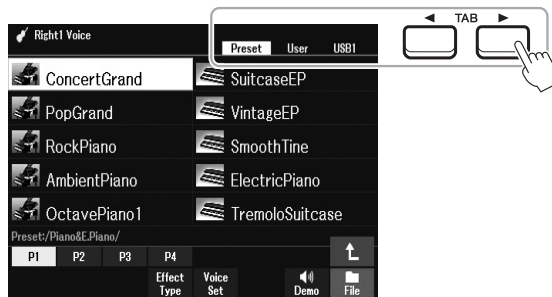 Right1 Voice
Preset User USB1
◀ TAB ▶
ConcertGrand SuitcaseEP
PopGrand VintageEP
RockPiano SmoothTine
AmbientPiano ElectricPiano
OctavePiano1 TremoloSuitcase
Preset:/Piano&E.Piano/
P1 P2 P3 P4
Effect Type Voice Set Demo File